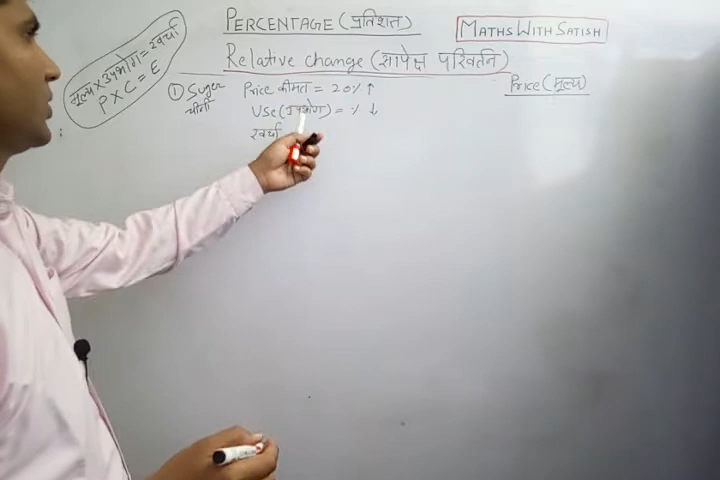 PERCENTAGE (प्रतिशत)
MATHS WITH SATISH
Relative change (सापेक्ष परिवर्तन)
मूल्य × उपभोग = खर्चा
P × C = E
Price (मूल्य)
① Suger Price कीमत = 20% ↑
चीनी USe (उपभोग) = % ↓
खर्चा